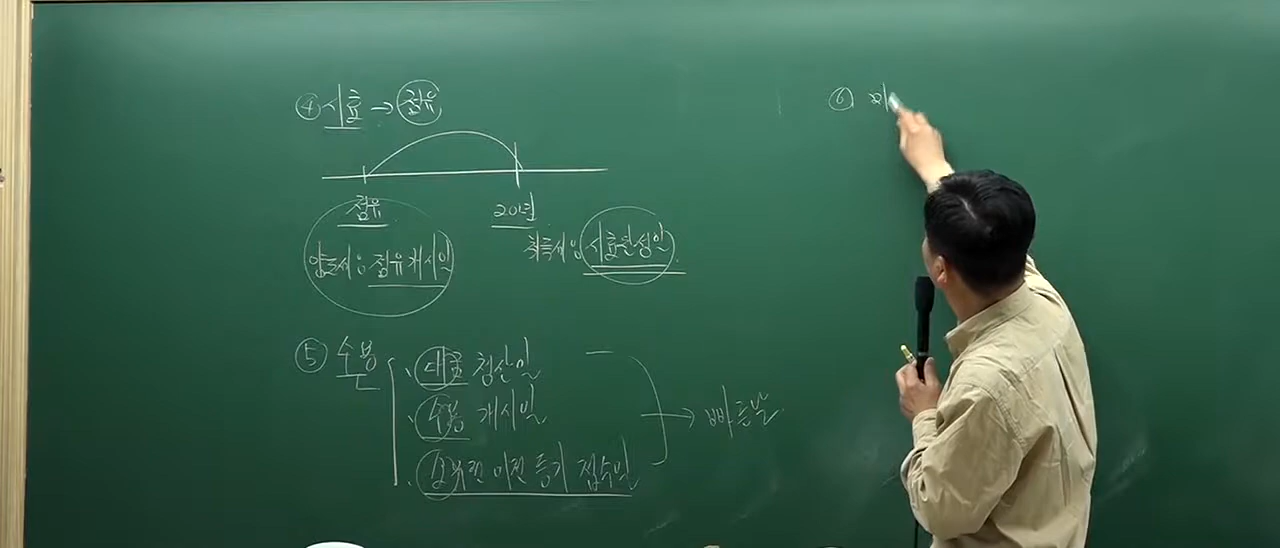 ④ 시효 → 점유
점유
20년
양도세 : 점유개시일
취득세 : 시효완성일.
⑤ 수용
· 대금 청산일
· 수용 개시일
· 소유권 이전 등기 접수일
→ 빠른날.
⑥